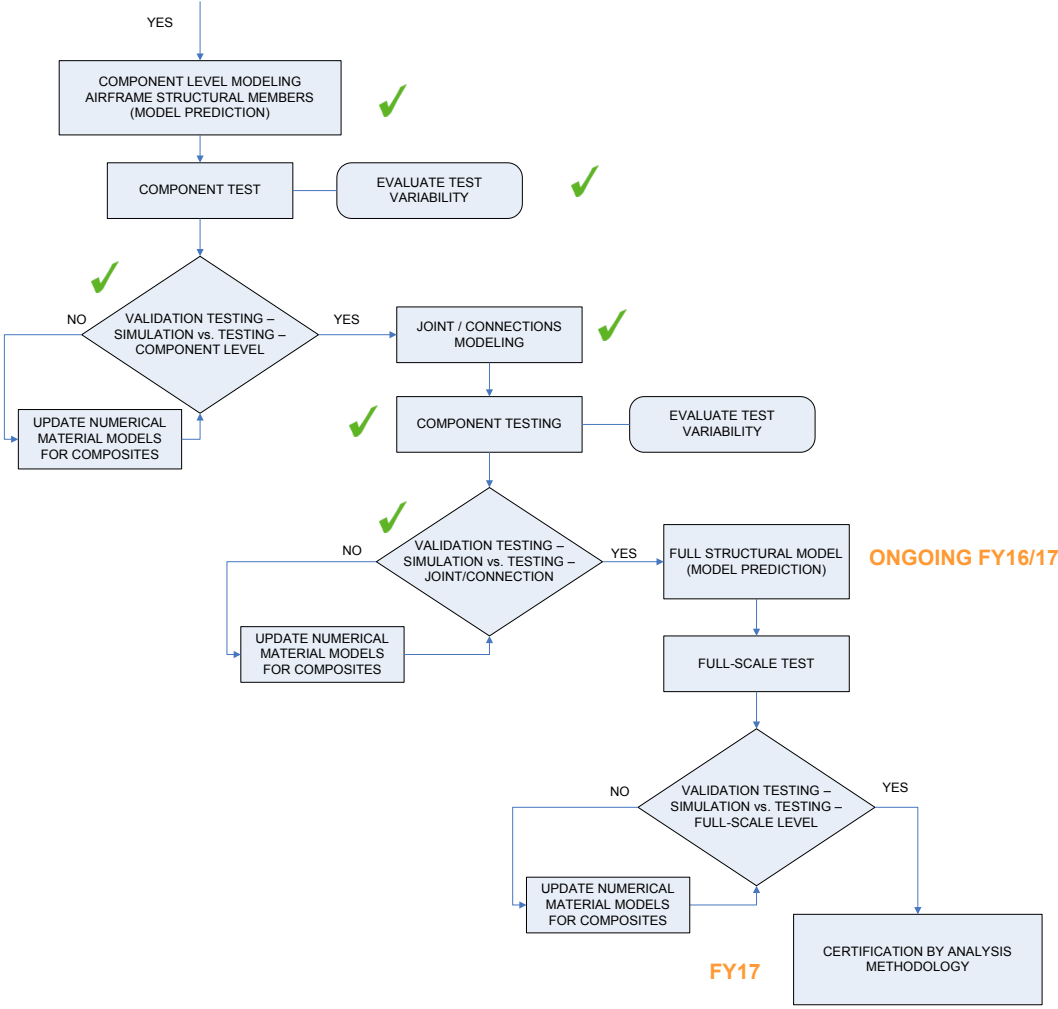 YES
COMPONENT LEVEL MODELING
AIRFRAME STRUCTURAL MEMBERS
(MODEL PREDICTION)
COMPONENT TEST
EVALUATE TEST
VARIABILITY
NO
VALIDATION TESTING –
SIMULATION vs. TESTING –
COMPONENT LEVEL
YES
JOINT / CONNECTIONS
MODELING
UPDATE NUMERICAL
MATERIAL MODELS
FOR COMPOSITES
COMPONENT TESTING
EVALUATE TEST
VARIABILITY
NO
VALIDATION TESTING –
SIMULATION vs. TESTING –
JOINT/CONNECTION
YES
FULL STRUCTURAL MODEL
(MODEL PREDICTION)
ONGOING FY16/17
UPDATE NUMERICAL
MATERIAL MODELS
FOR COMPOSITES
FULL-SCALE TEST
NO
VALIDATION TESTING –
SIMULATION vs. TESTING –
FULL-SCALE LEVEL
YES
UPDATE NUMERICAL
MATERIAL MODELS
FOR COMPOSITES
CERTIFICATION BY ANALYSIS
METHODOLOGY
FY17